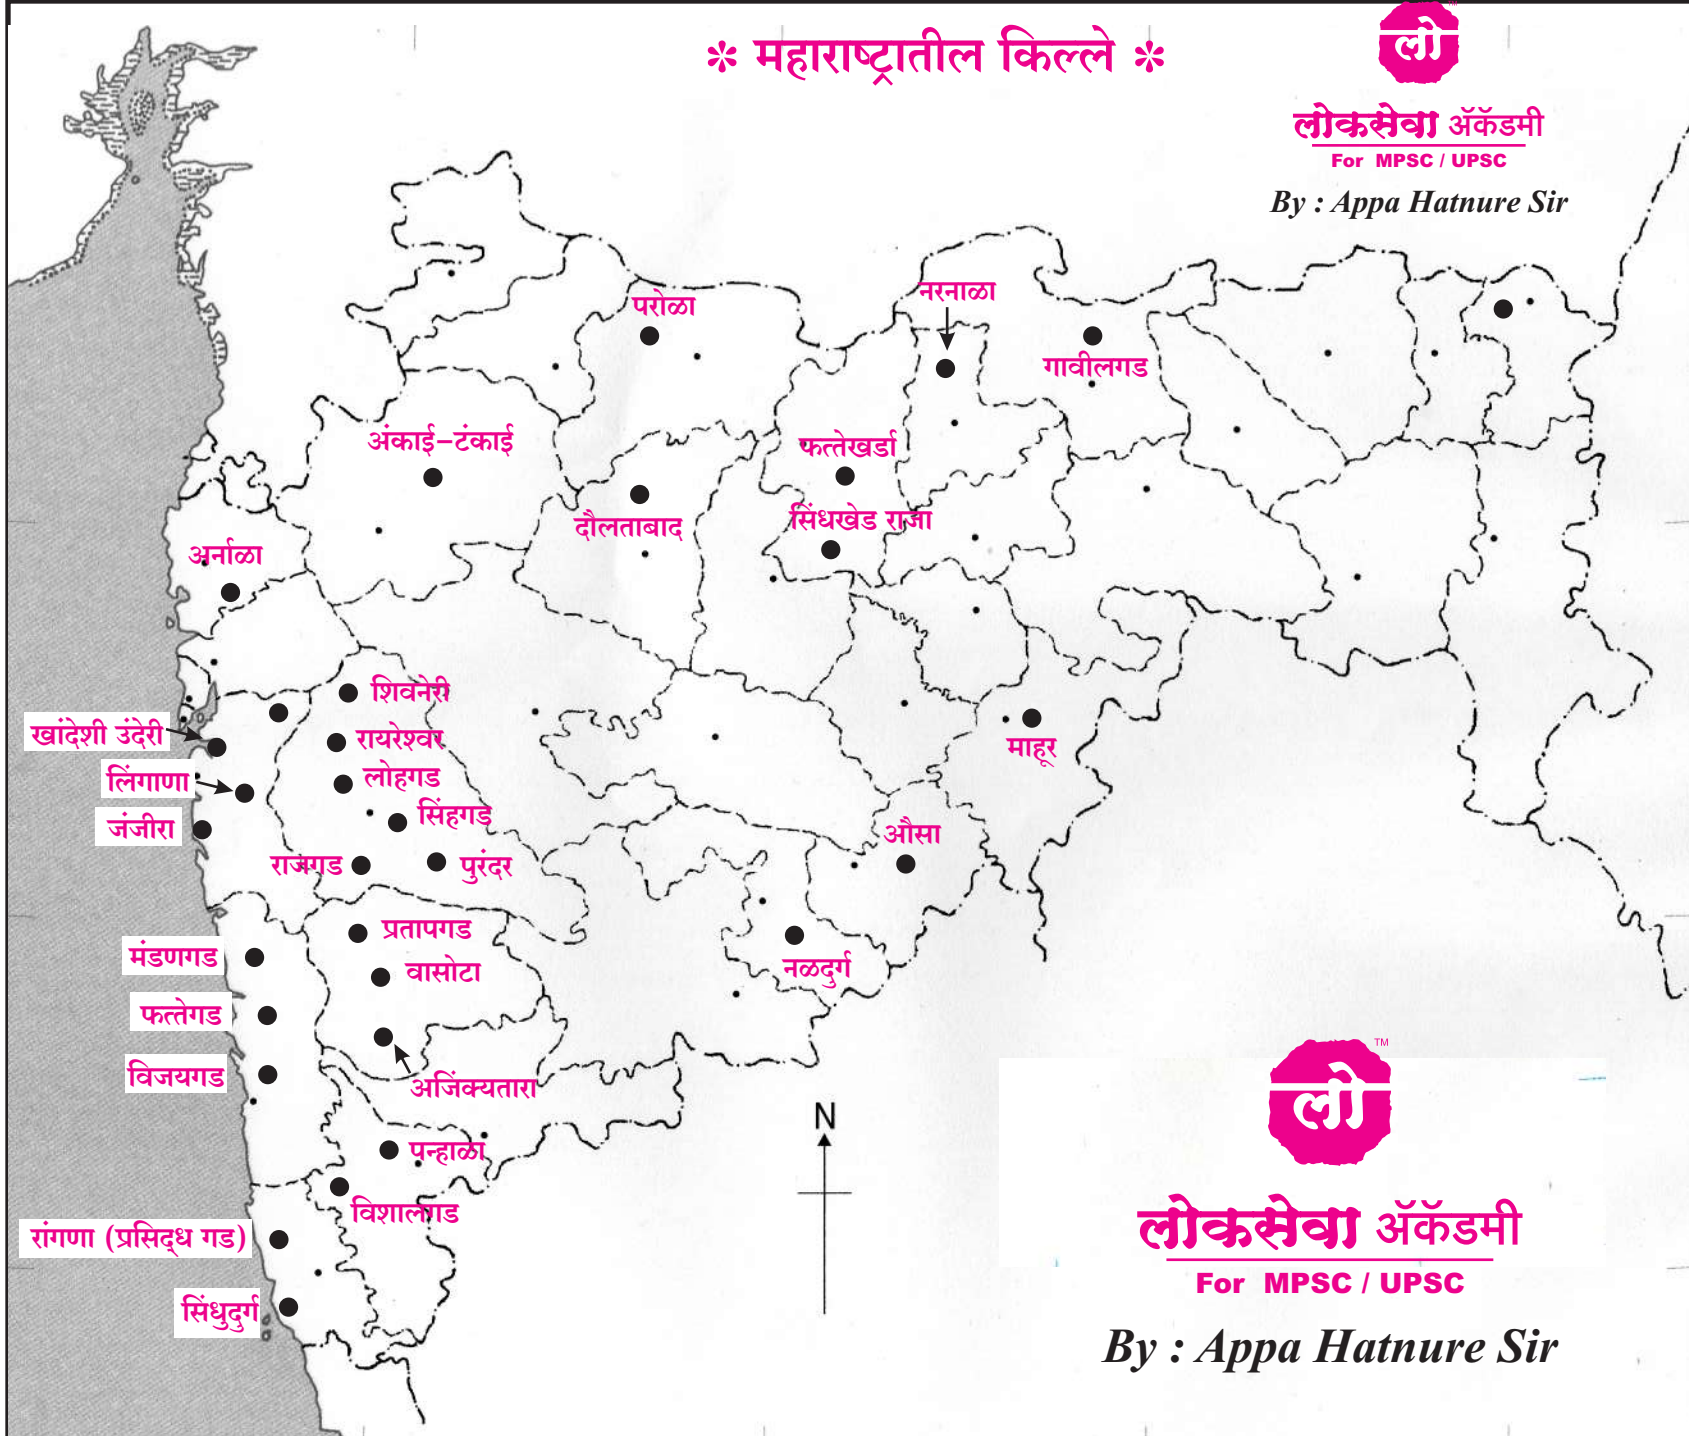 * महाराष्ट्रातील किल्ले *
लो
TM
लोकसेवा ॲकॅडमी
For MPSC / UPSC
By : Appa Hatnure Sir
परोळा
नरनाळा
गावीलगड
अंकाई-टंकाई
फत्तेखर्डा
दौलताबाद
सिंधखेड राजा
अर्नाळा
शिवनेरी
खांदेशी उंदेरी
रायरेश्वर
माहूर
लिंगाणा
लोहगड
सिंहगड
जंजीरा
औसा
राजगड
पुरंदर
प्रतापगड
मंडणगड
वासोटा
नळदुर्ग
फत्तेगड
विजयगड
अजिंक्यतारा
पन्हाळा
विशालगड
रांगणा (प्रसिद्ध गड)
सिंधुदुर्ग
N
लो
TM
लोकसेवा ॲकॅडमी
For MPSC / UPSC
By : Appa Hatnure Sir